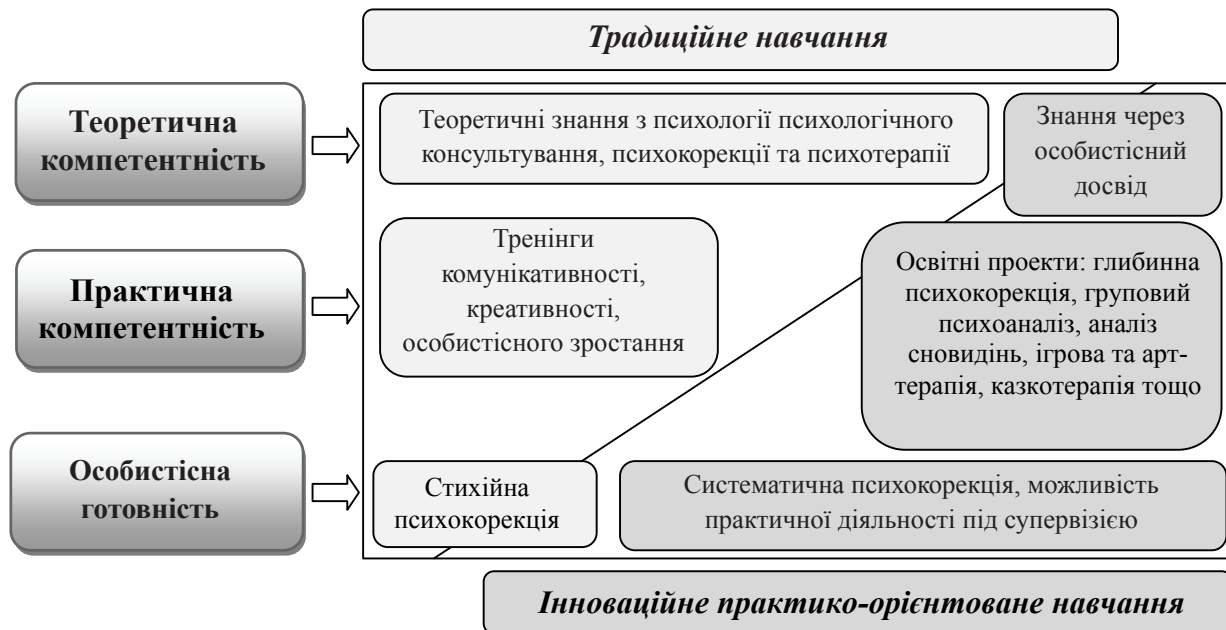 Традиційне навчання
Теоретична
компетентність
Теоретичні знання з психології психологічного
консультування, психокорекції та психотерапії
Знання через
особистісний
досвід
Практична
компетентність
Тренінги
комунікативності,
креативності,
особистісного зростання
Освітні проекти: глибинна
психокорекція, груповий
психоаналіз, аналіз
сновидінь, ігрова та арт-
терапія, казкотерапія тощо
Особистісна
готовність
Стихійна
психокорекція
Систематична психокорекція, можливість
практичної діяльності під супервізією
Інноваційне практико-орієнтоване навчання